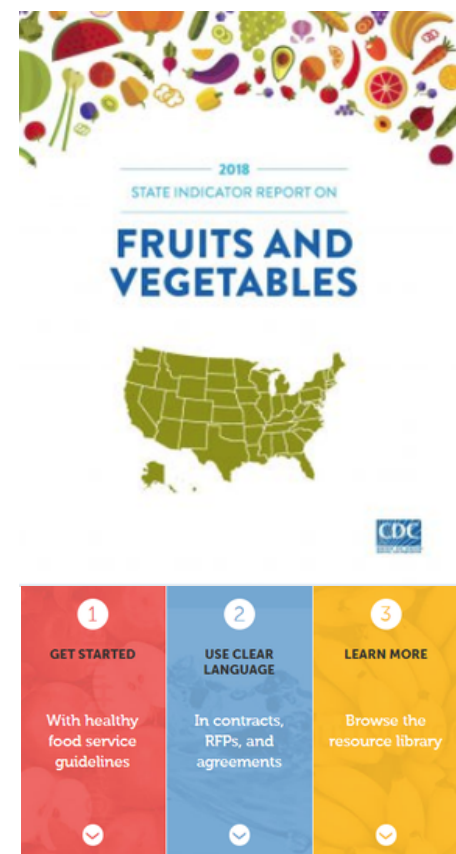 2018
STATE INDICATOR REPORT ON
FRUITS AND
VEGETABLES
CDC
1
GET STARTED
With healthy
food service
guidelines
2
USE CLEAR
LANGUAGE
In contracts,
RFPs, and
agreements
3
LEARN MORE
Browse the
resource library